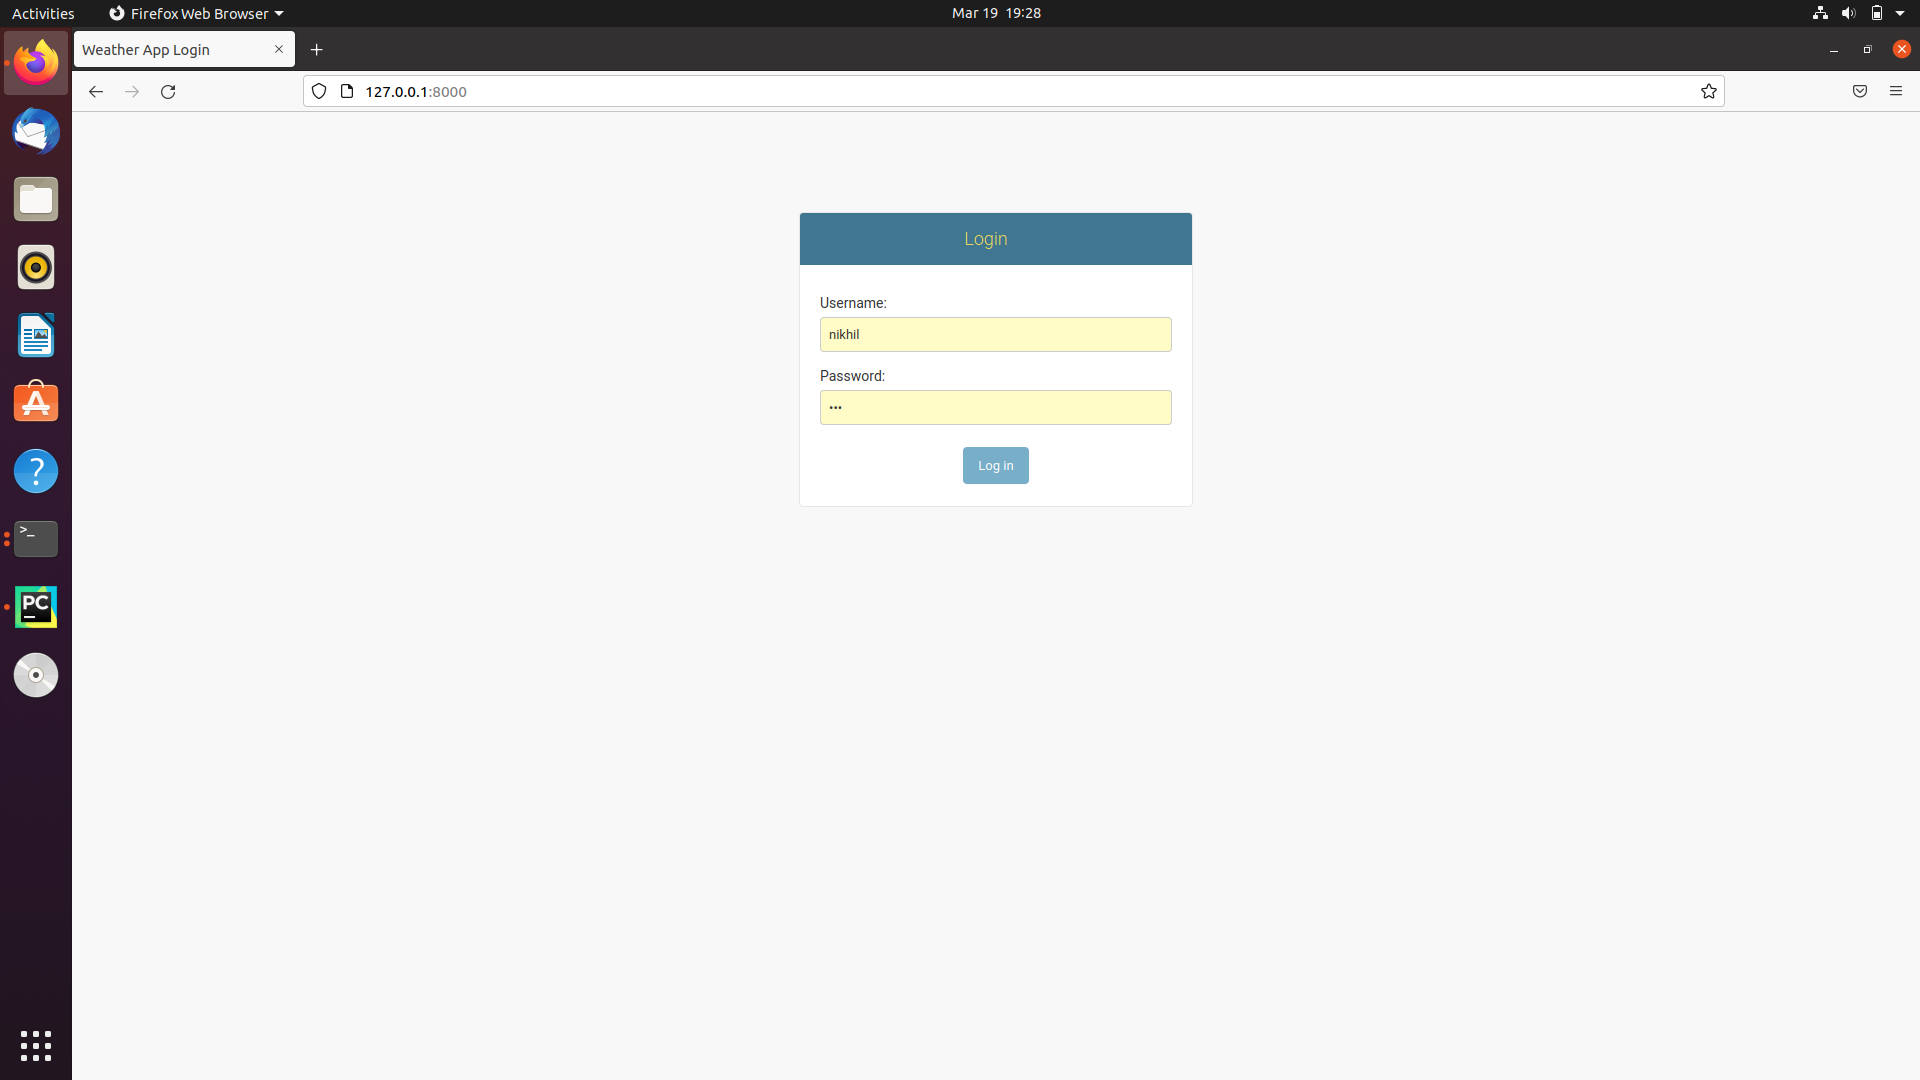 Activities
Firefox Web Browser
Mar 19 19:28
Weather App Login
127.0.0.1:8000
Login
Username:
nikhil
Password:
•••
Log in
?
>_
PC